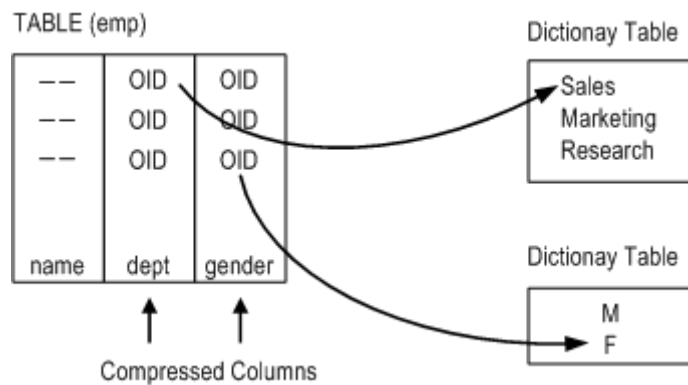 TABLE (emp)
Dictionay Table
-- OID OID
-- OID OID
-- OID OID
name dept gender
Sales
Marketing
Research
Dictionay Table
M
F
Compressed Columns